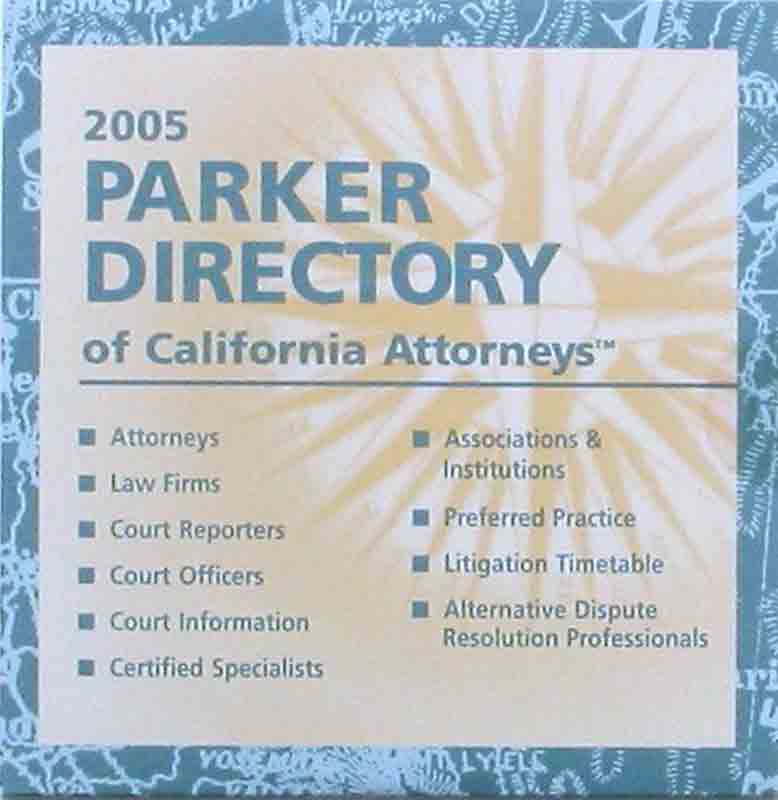 2005
PARKER
DIRECTORY
of California Attorneys™
■ Attorneys
■ Law Firms
■ Court Reporters
■ Court Officers
■ Court Information
■ Certified Specialists
■ Associations &
Institutions
■ Preferred Practice
■ Litigation Timetable
■ Alternative Dispute
Resolution Professionals